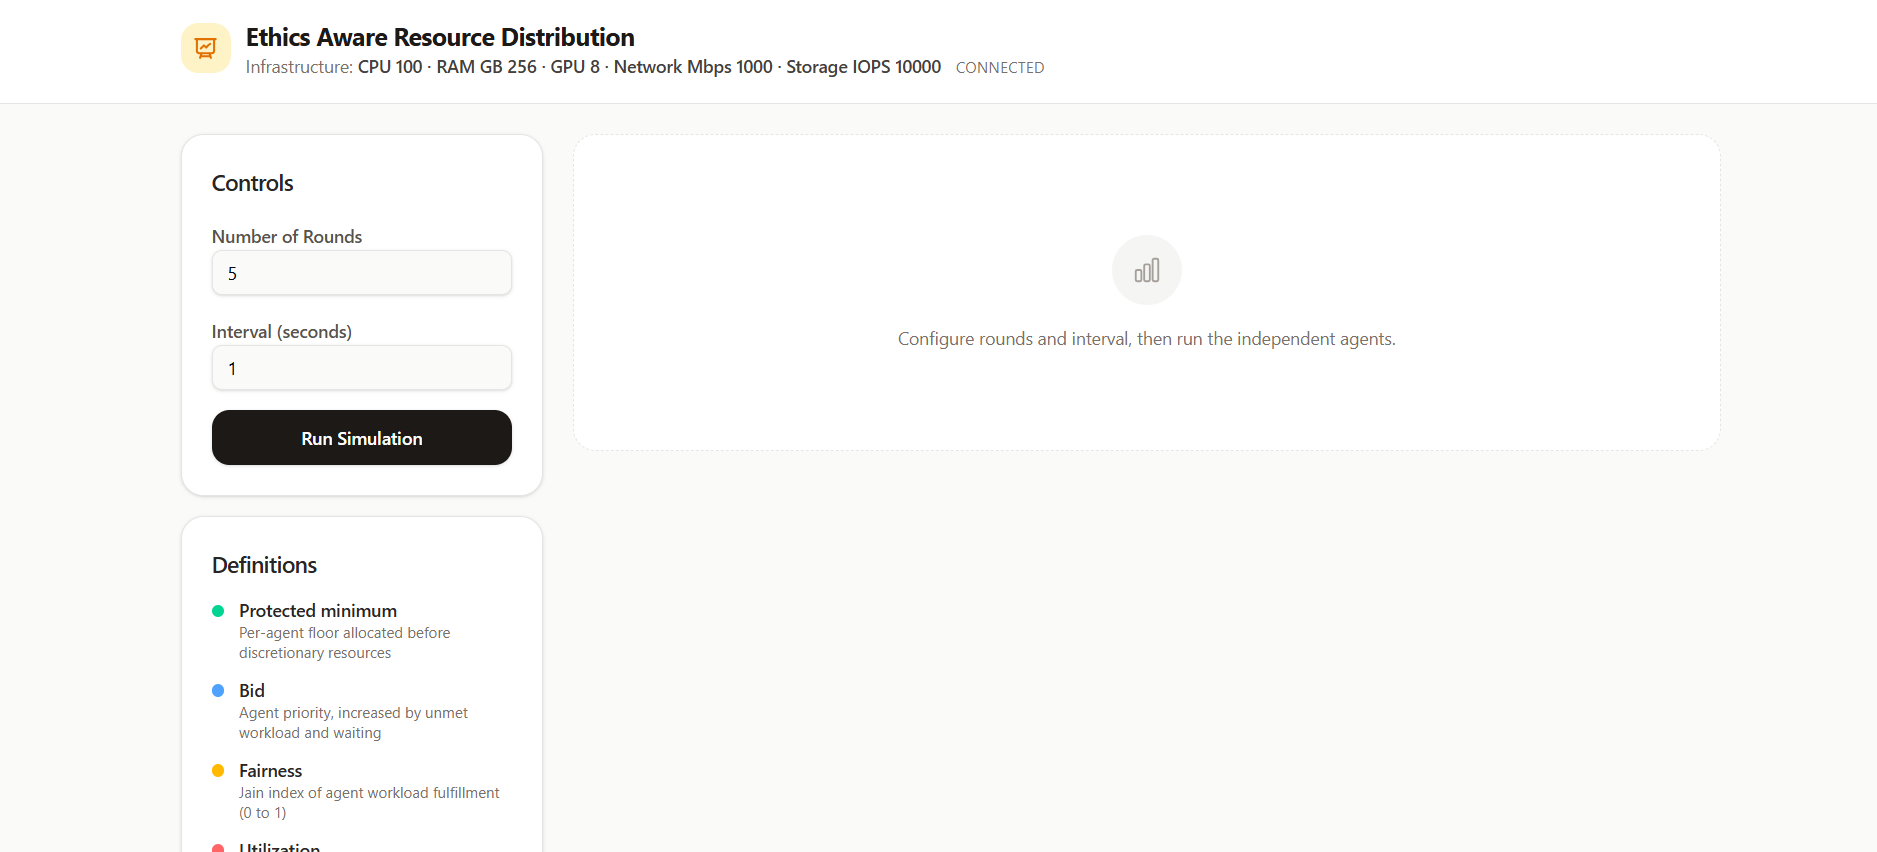 Ethics Aware Resource Distribution
Infrastructure: CPU 100 · RAM GB 256 · GPU 8 · Network Mbps 1000 · Storage IOPS 10000 CONNECTED
Controls
Number of Rounds
5
Interval (seconds)
1
Run Simulation
Configure rounds and interval, then run the independent agents.
Definitions
Protected minimum
Per-agent floor allocated before
discretionary resources
Bid
Agent priority, increased by unmet
workload and waiting
Fairness
Jain index of agent workload fulfillment
(0 to 1)
Utilization